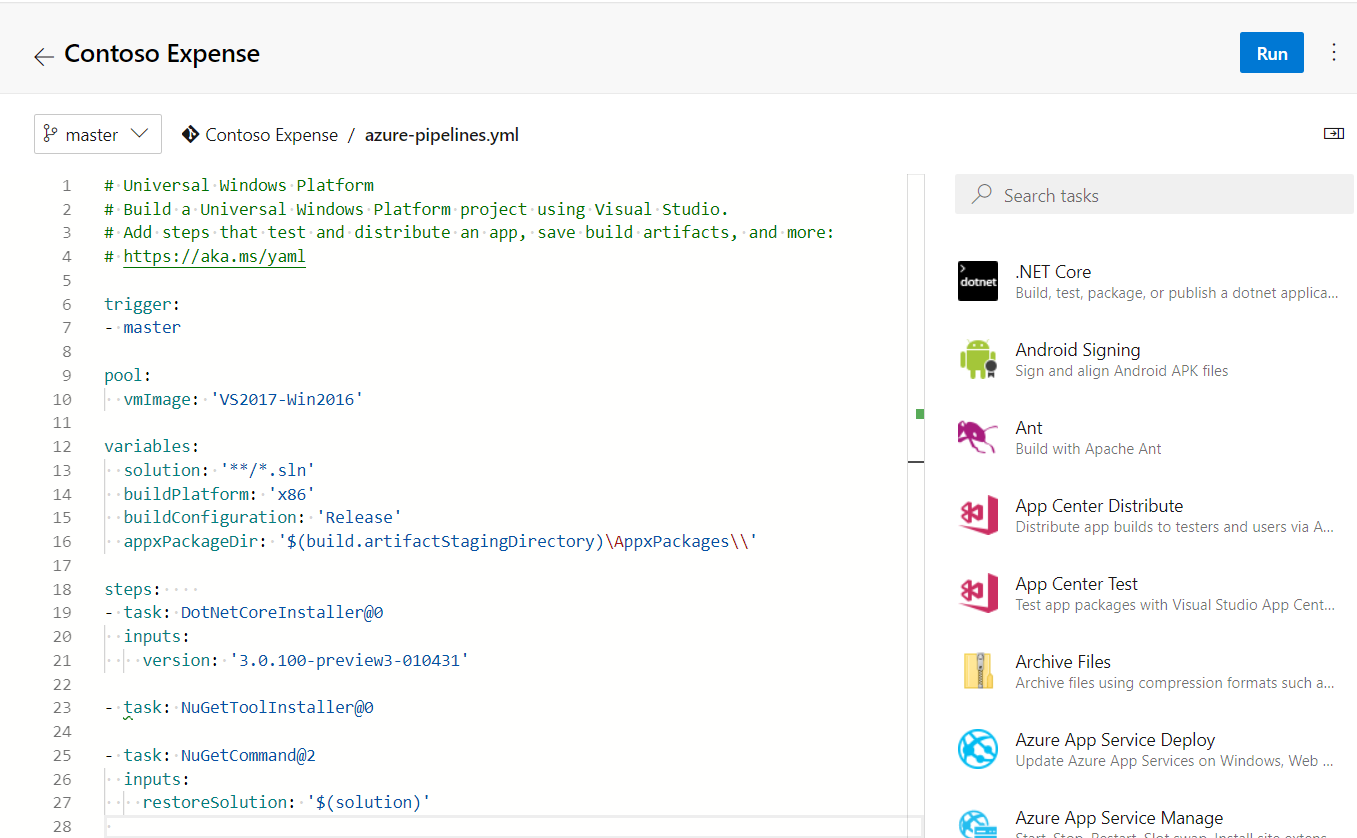 Contoso Expense
Run
master
Contoso Expense / azure-pipelines.yml
1 # Universal Windows Platform
2 # Build a Universal Windows Platform project using Visual Studio.
3 # Add steps that test and distribute an app, save build artifacts, and more:
4 # https://aka.ms/yaml
5
6 trigger:
7 - master
8
9 pool:
10   vmImage: 'VS2017-Win2016'
11
12 variables:
13   solution: '**/*.sln'
14   buildPlatform: 'x86'
15   buildConfiguration: 'Release'
16   appxPackageDir: '$(build.artifactStagingDirectory)\AppxPackages\\'
17
18 steps:
19 - task: DotNetCoreInstaller@0
20   inputs:
21     version: '3.0.100-preview3-010431'
22
23 - task: NuGetToolInstaller@0
24
25 - task: NuGetCommand@2
26   inputs:
27     restoreSolution: '$(solution)'
28
Search tasks
dotnet
.NET Core
Build, test, package, or publish a dotnet applica...
Android Signing
Sign and align Android APK files
Ant
Build with Apache Ant
App Center Distribute
Distribute app builds to testers and users via A...
App Center Test
Test app packages with Visual Studio App Cent...
Archive Files
Archive files using compression formats such a...
Azure App Service Deploy
Update Azure App Services on Windows, Web ...
Azure App Service Manage
Start, Stop, Restart, Slot swap, Install site exten...